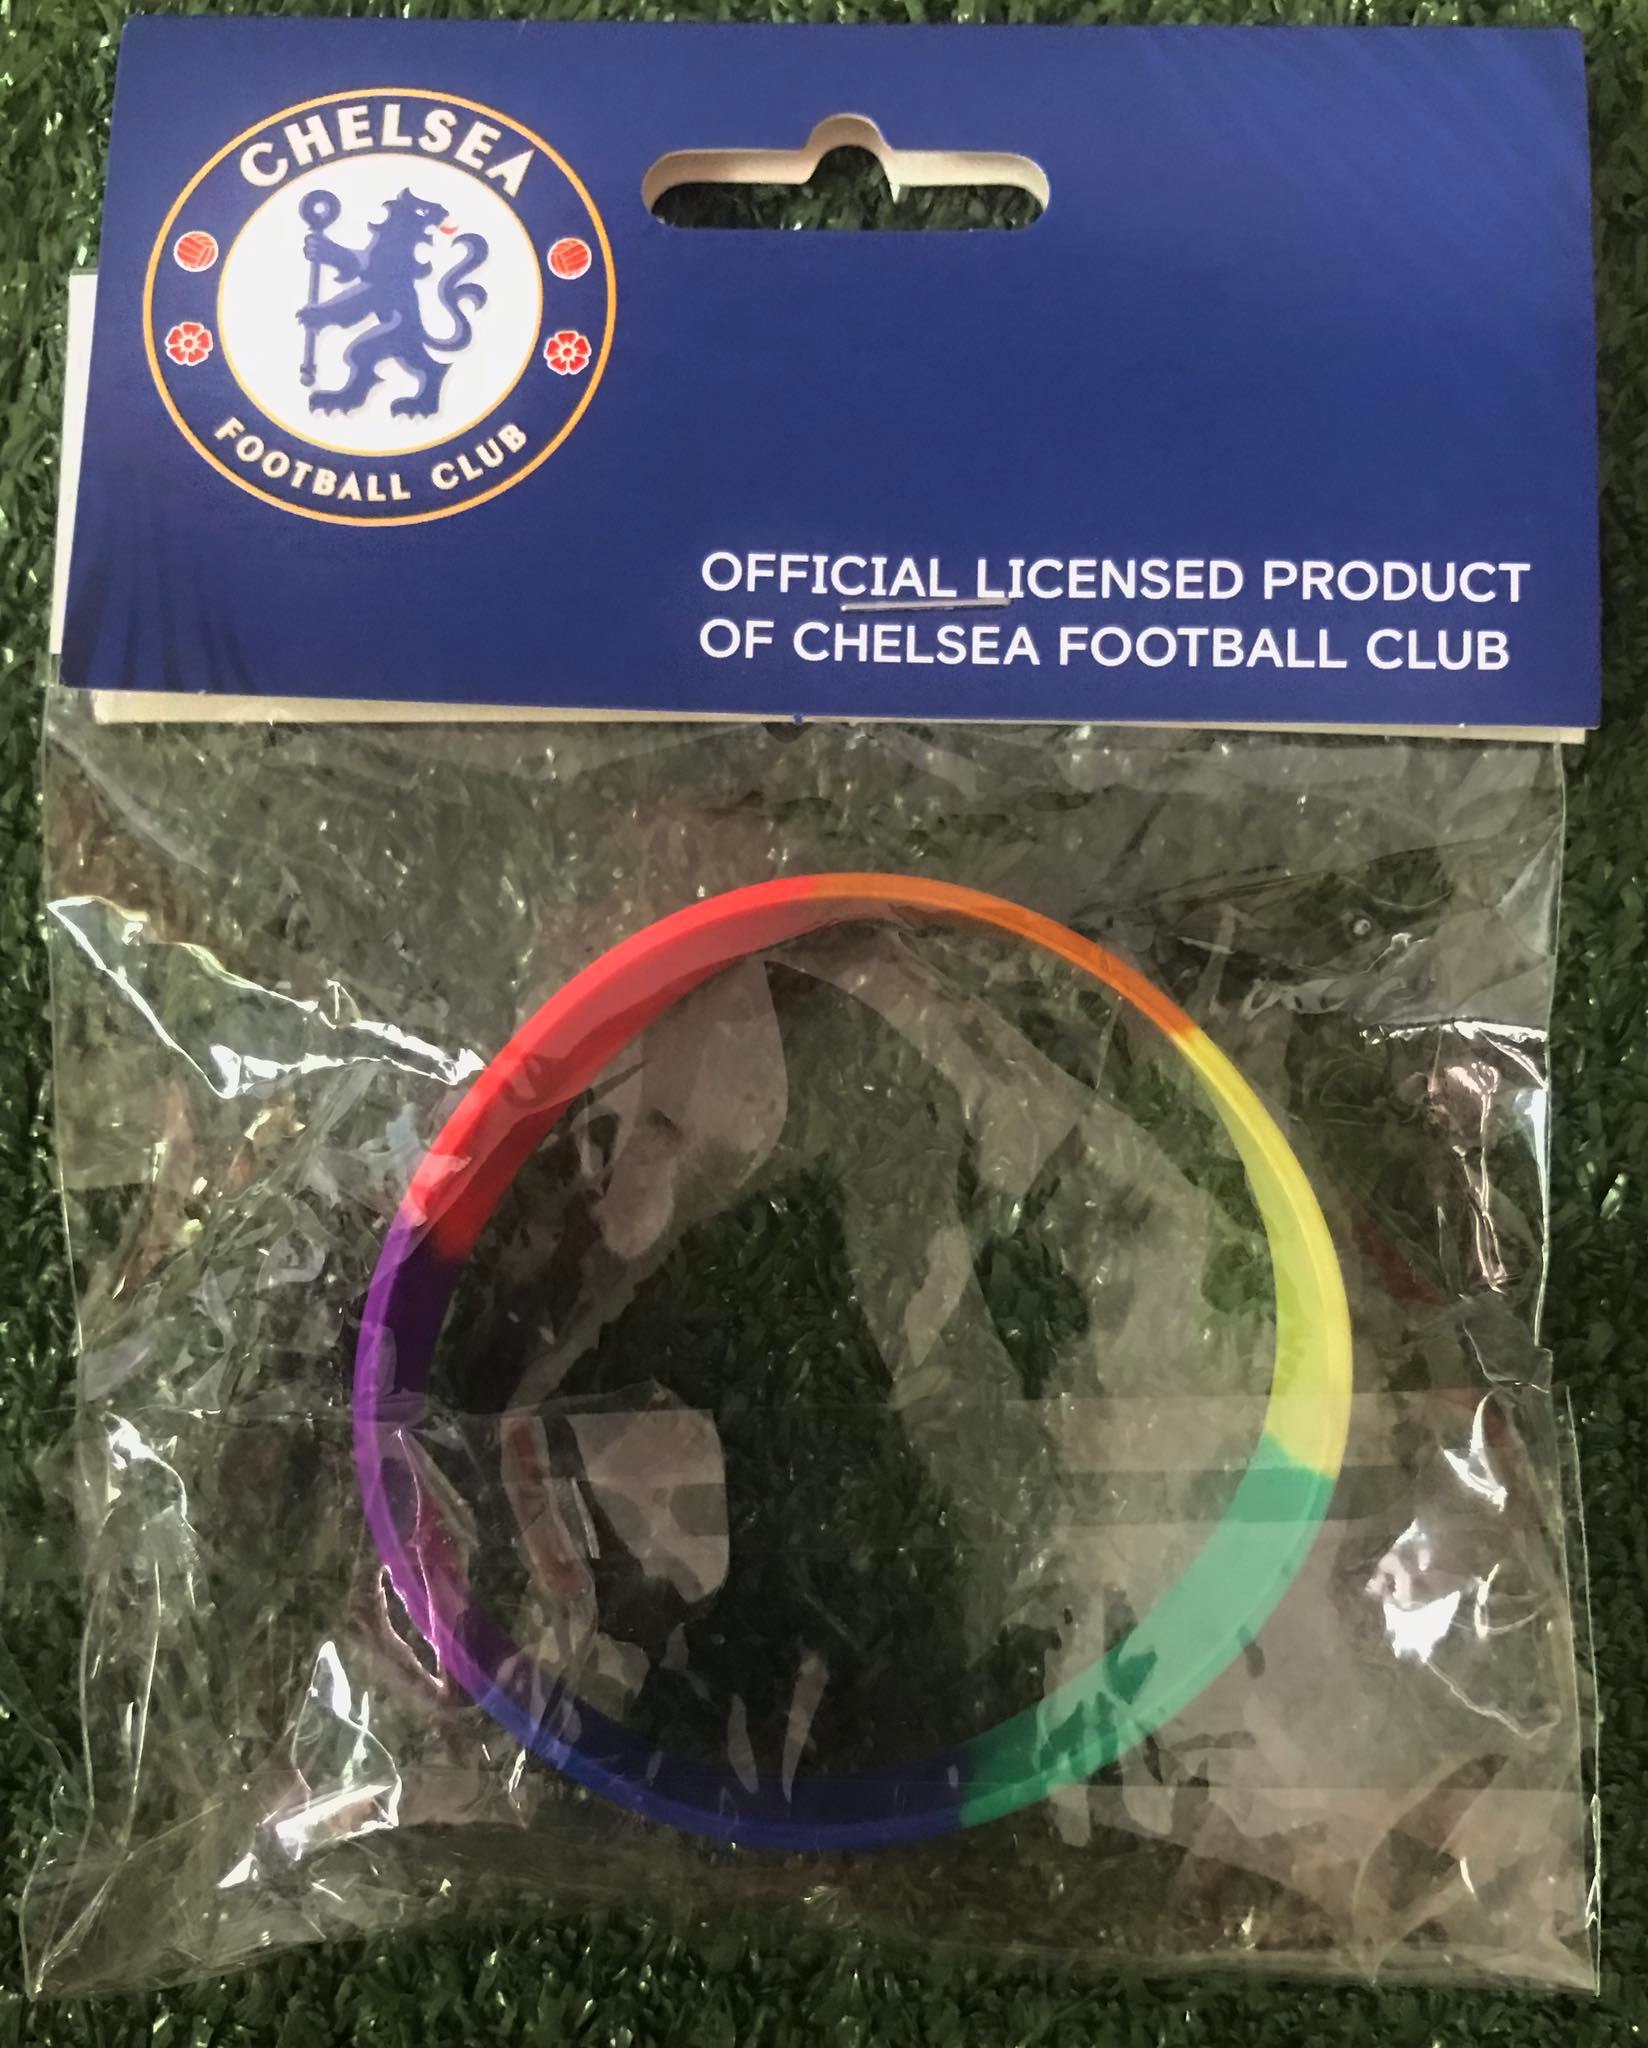 CHELSEA
FOOTBALL CLUB
OFFICIAL LICENSED PRODUCT
OF CHELSEA FOOTBALL CLUB